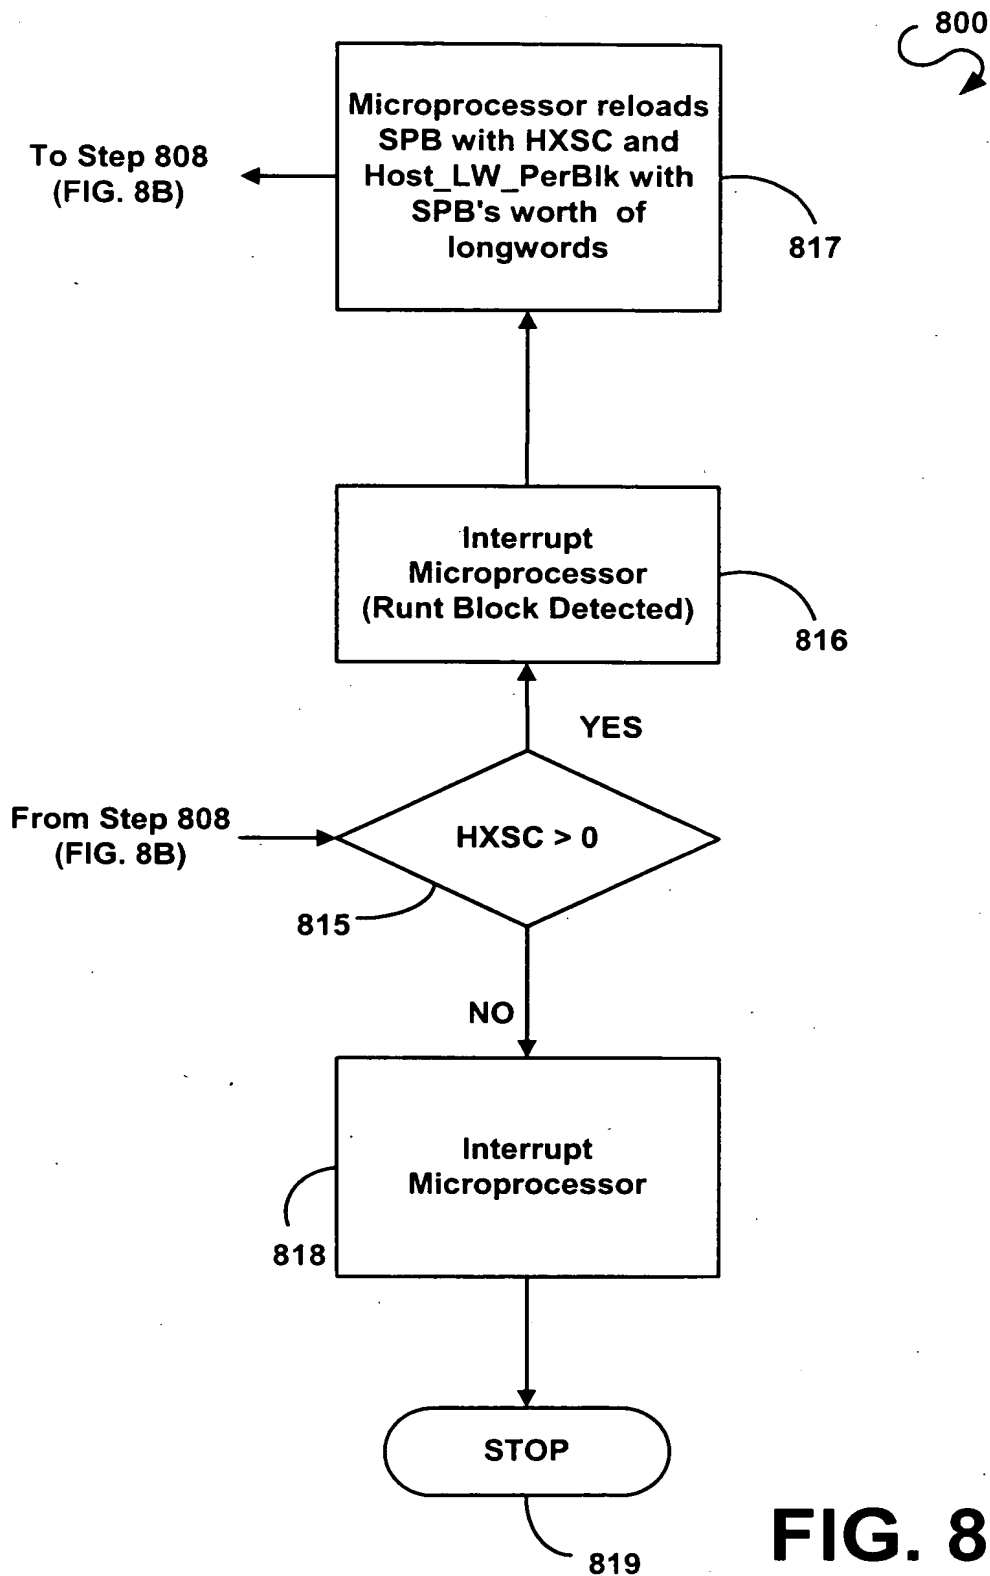 800
Microprocessor reloads
SPB with HXSC and
Host_LW_PerBlk with
SPB's worth of
longwords
To Step 808
(FIG. 8B)
817
Interrupt
Microprocessor
(Runt Block Detected)
816
YES
From Step 808
(FIG. 8B)
HXSC > 0
815
NO
Interrupt
Microprocessor
818
STOP
819
FIG. 8